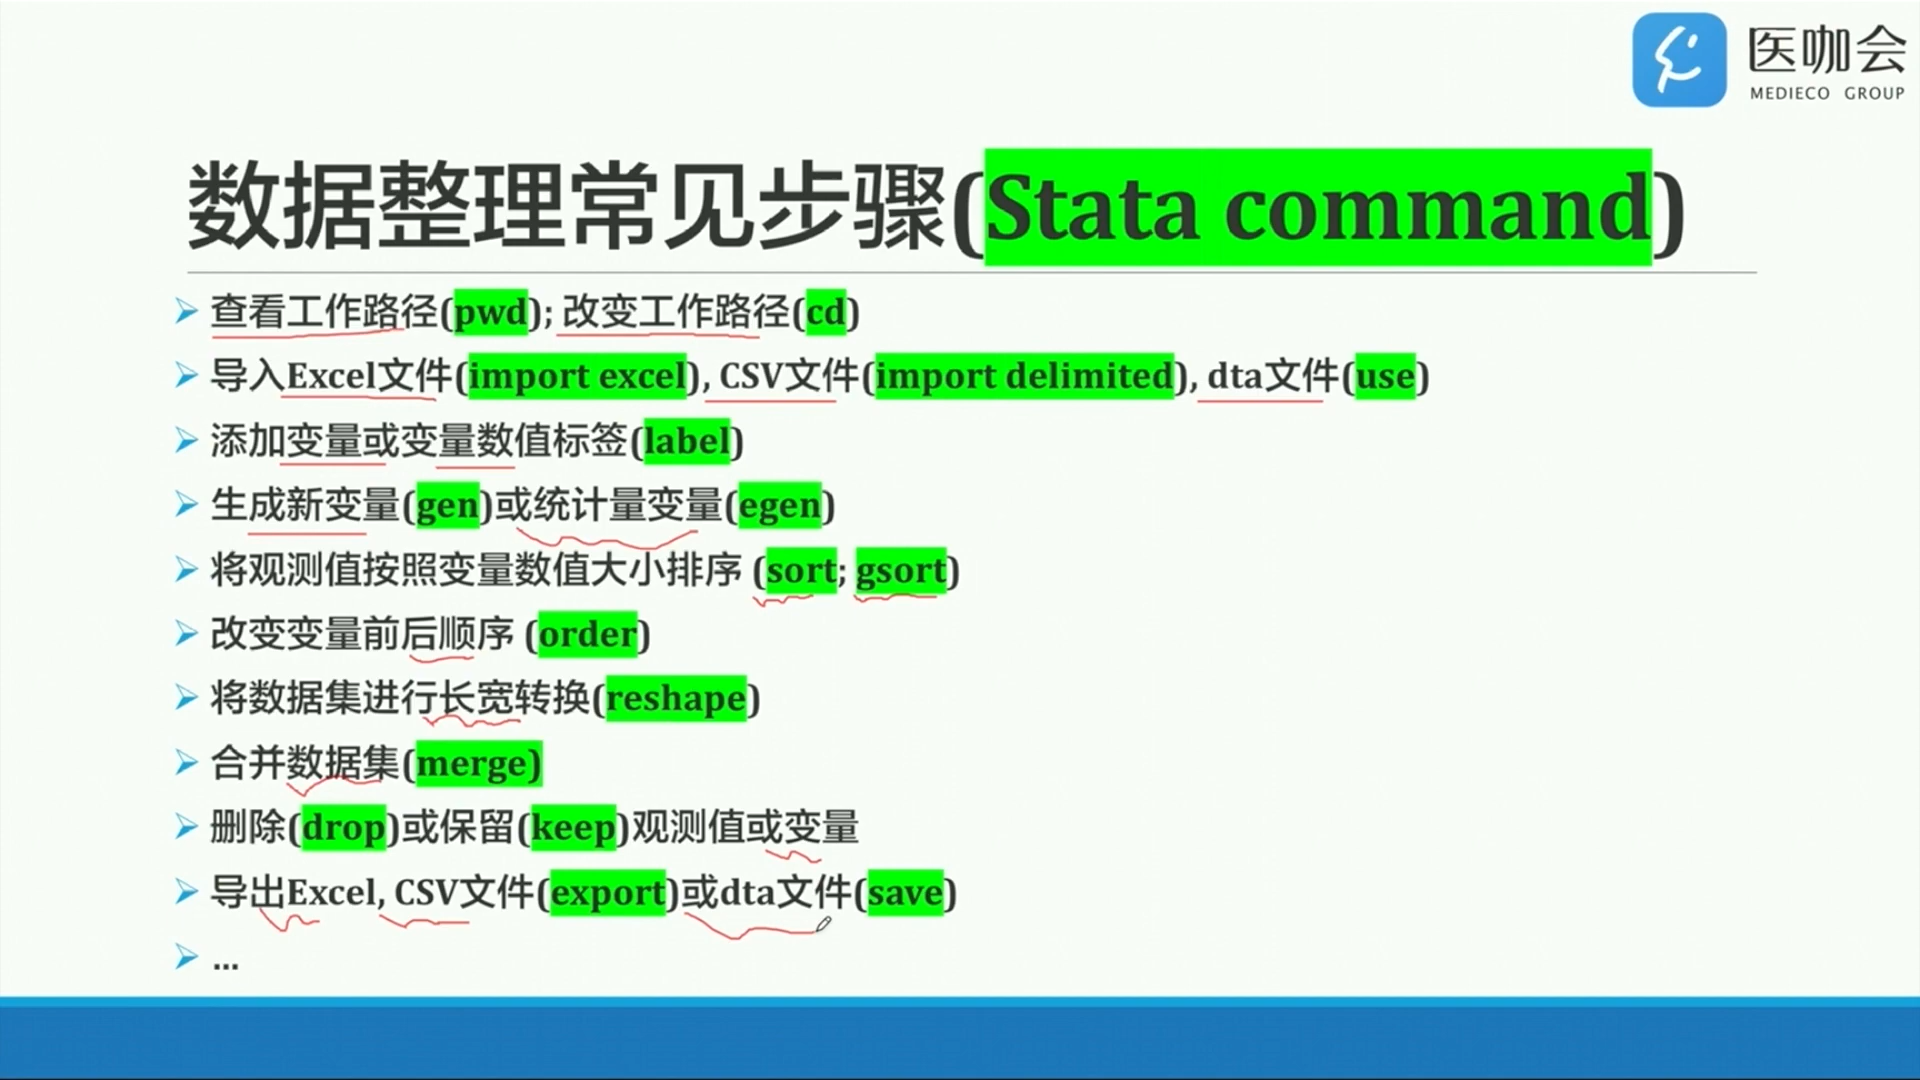 医咖会
MEDIECO GROUP
数据整理常见步骤(Stata command)
查看工作路径(pwd); 改变工作路径(cd)
导入Excel文件(import excel), CSV文件(import delimited), dta文件(use)
添加变量或变量数值标签(label)
生成新变量(gen)或统计量变量(egen)
将观测值按照变量数值大小排序 (sort; gsort)
改变变量前后顺序 (order)
将数据集进行长宽转换(reshape)
合并数据集(merge)
删除(drop)或保留(keep)观测值或变量
导出Excel, CSV文件(export)或dta文件(save)
...